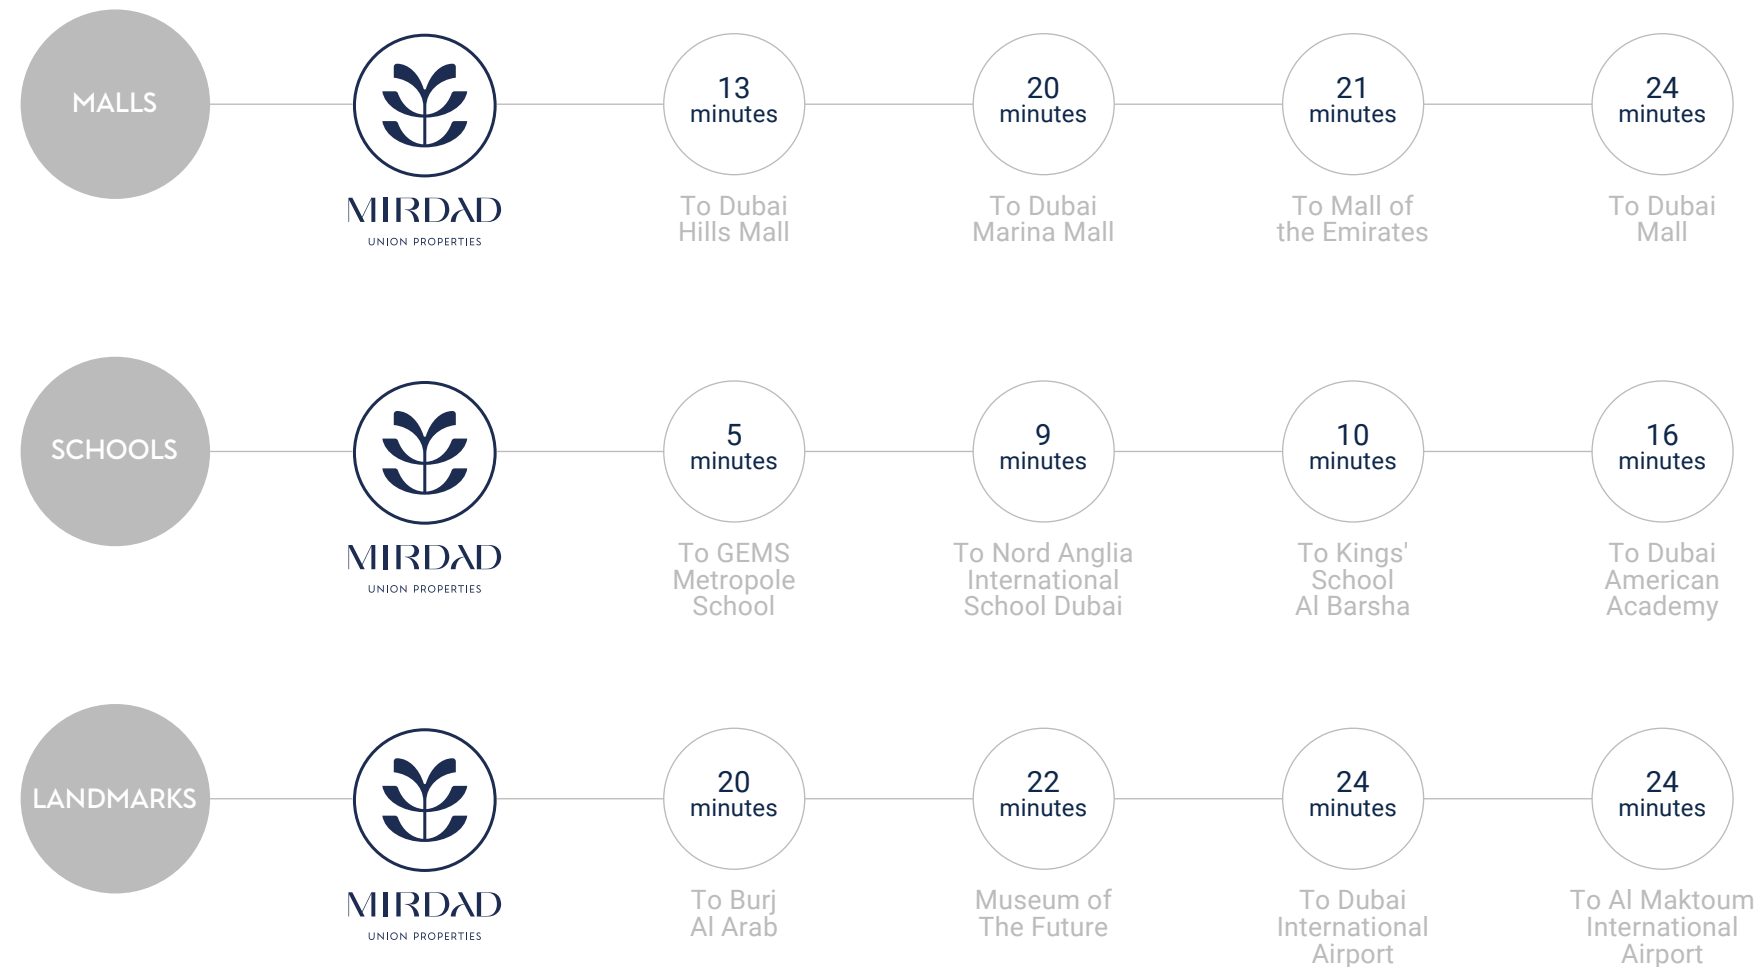 MALLS
MIRDAD
UNION PROPERTIES
13
minutes
To Dubai
Hills Mall
20
minutes
To Dubai
Marina Mall
21
minutes
To Mall of
the Emirates
24
minutes
To Dubai
Mall
SCHOOLS
MIRDAD
UNION PROPERTIES
5
minutes
To GEMS
Metropole
School
9
minutes
To Nord Anglia
International
School Dubai
10
minutes
To Kings'
School
Al Barsha
16
minutes
To Dubai
American
Academy
LANDMARKS
MIRDAD
UNION PROPERTIES
20
minutes
To Burj
Al Arab
22
minutes
Museum of
The Future
24
minutes
To Dubai
International
Airport
24
minutes
To Al Maktoum
International
Airport